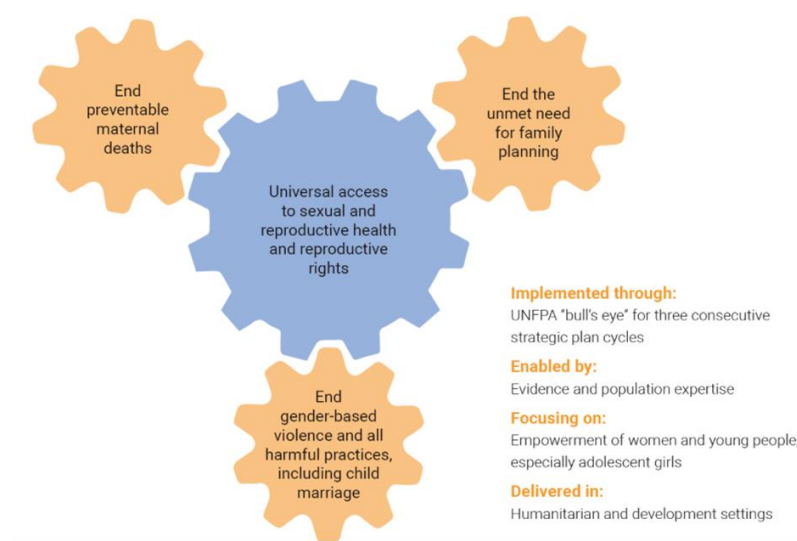 End
preventable
maternal
deaths
End the
unmet need
for family
planning
Universal access
to sexual and
reproductive health
and reproductive
rights
End
gender-based
violence and all
harmful practices,
including child
marriage
Implemented through:
UNFPA “bull's eye” for three consecutive
strategic plan cycles
Enabled by:
Evidence and population expertise
Focusing on:
Empowerment of women and young people
especially adolescent girls
Delivered in:
Humanitarian and development settings